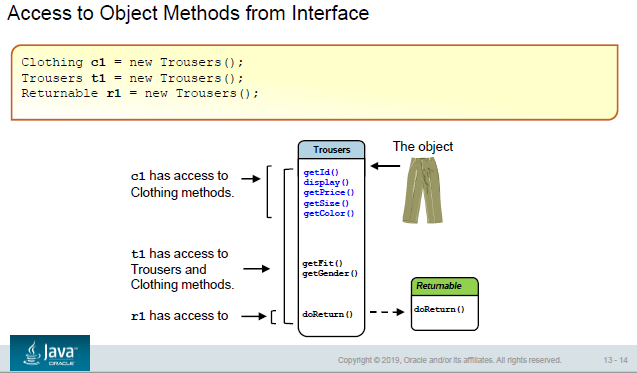 Access to Object Methods from Interface
Clothing c1 = new Trousers();
Trousers t1 = new Trousers();
Returnable r1 = new Trousers();
Trousers
The object
c1 has access to
Clothing methods.
getId()
display()
getPrice()
getSize()
getColor()
t1 has access to
Trousers and
Clothing methods.
getFit()
getGender()
Returnable
r1 has access to
doReturn()
doReturn()
Java
ORACLE
Copyright © 2019, Oracle and/or its affiliates. All rights reserved.
13 - 14